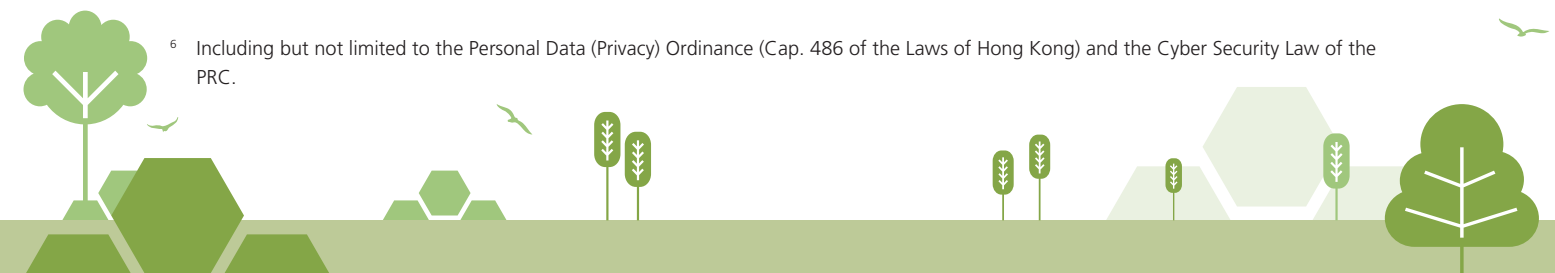 6 Including but not limited to the Personal Data (Privacy) Ordinance (Cap. 486 of the Laws of Hong Kong) and the Cyber Security Law of the
PRC.